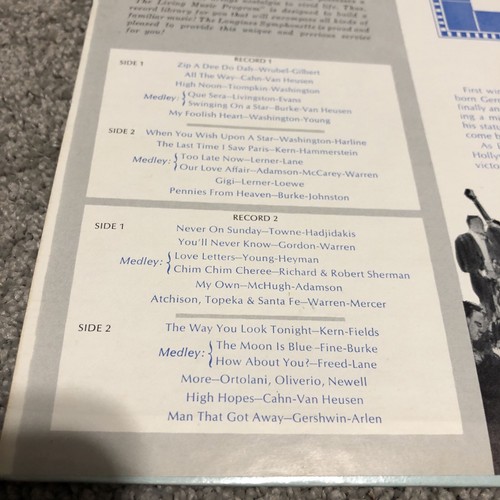 The Living Music Program" is designed to build a
record library for you that will encompass all kinds of
familiar music! The Longines Symphonette is proud and
pleased to provide this unique and precious service
for you!
RECORD 1
SIDE 1
Zip A Dee Do Dah—Wrubel-Gilbert
All The Way—Cahn-Van Heusen
High Noon—Tiompkin-Washington
Medley: Que Sera—Livingston-Evans
Swinging On a Star—Burke-Van Heusen
My Foolish Heart—Washington-Young
SIDE 2 When You Wish Upon A Star—Washington-Harline
The Last Time I Saw Paris—Kern-Hammerstein
Medley: Too Late Now—Lerner-Lane
Our Love Affair—Adamson-McCarey-Warren
Gigi—Lerner-Loewe
Pennies From Heaven—Burke-Johnston
RECORD 2
SIDE 1
Never On Sunday—Towne-Hadjidakis
You'll Never Know—Gordon-Warren
Medley: Love Letters—Young-Heyman
Chim Chim Cheree—Richard & Robert Sherman
My Own—McHugh-Adamson
Atchison, Topeka & Santa Fe—Warren-Mercer
SIDE 2
The Way You Look Tonight—Kern-Fields
Medley: The Moon Is Blue—Fine-Burke
How About You?—Freed-Lane
More—Ortolani, Oliverio, Newell
High Hopes—Cahn-Van Heusen
Man That Got Away—Gershwin-Arlen
First
born
finally
ing a
his
come
As
Holly